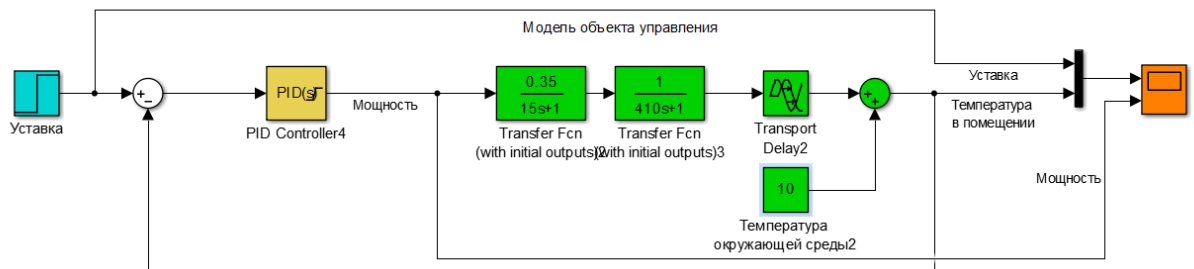 Модель объекта управления
Уставка
+
−
PID(s)
PID Controller4
Мощность
0.35
15s+1
Transfer Fcn
(with initial outputs)2
1
410s+1
Transfer Fcn
(with initial outputs)3
Transport
Delay2
+
+
10
Температура
окружающей среды2
Уставка
Температура
в помещении
Мощность